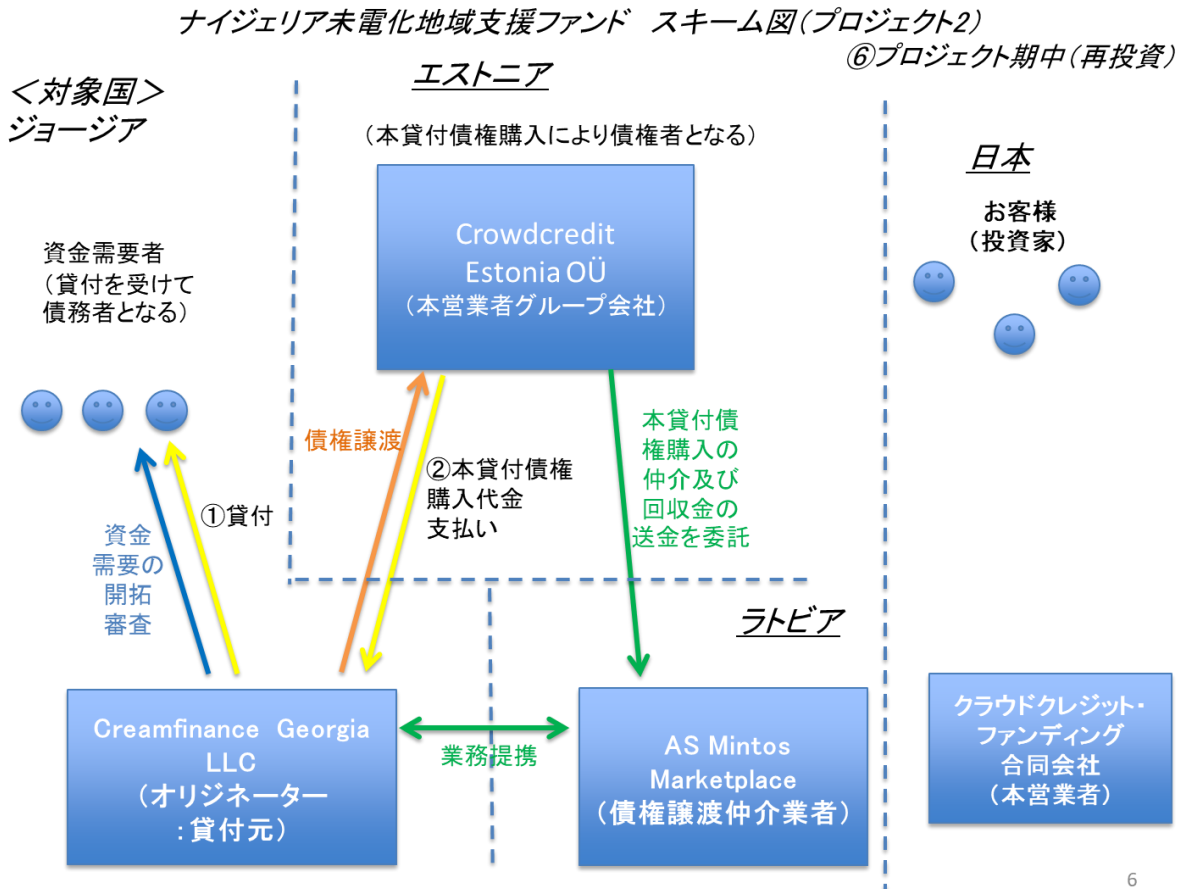 ナイジェリア未電化地域支援ファンド　スキーム図（プロジェクト2）
⑥プロジェクト期中（再投資）
＜対象国＞
ジョージア
エストニア
（本貸付債権購入により債権者となる）
日本
お客様
（投資家）
Crowdcredit
Estonia OÜ
（本営業者グループ会社）
資金需要者
（貸付を受けて
債務者となる）
債権譲渡
②本貸付債権
購入代金
支払い
本貸付債
権購入の
仲介及び
回収金の
送金を委託
①貸付
資金
需要の
開拓
審査
ラトビア
Creamfinance Georgia
LLC
（オリジネーター
：貸付元）
業務提携
AS Mintos
Marketplace
（債権譲渡仲介業者）
クラウドクレジット・
ファンディング
合同会社
（本営業者）
6